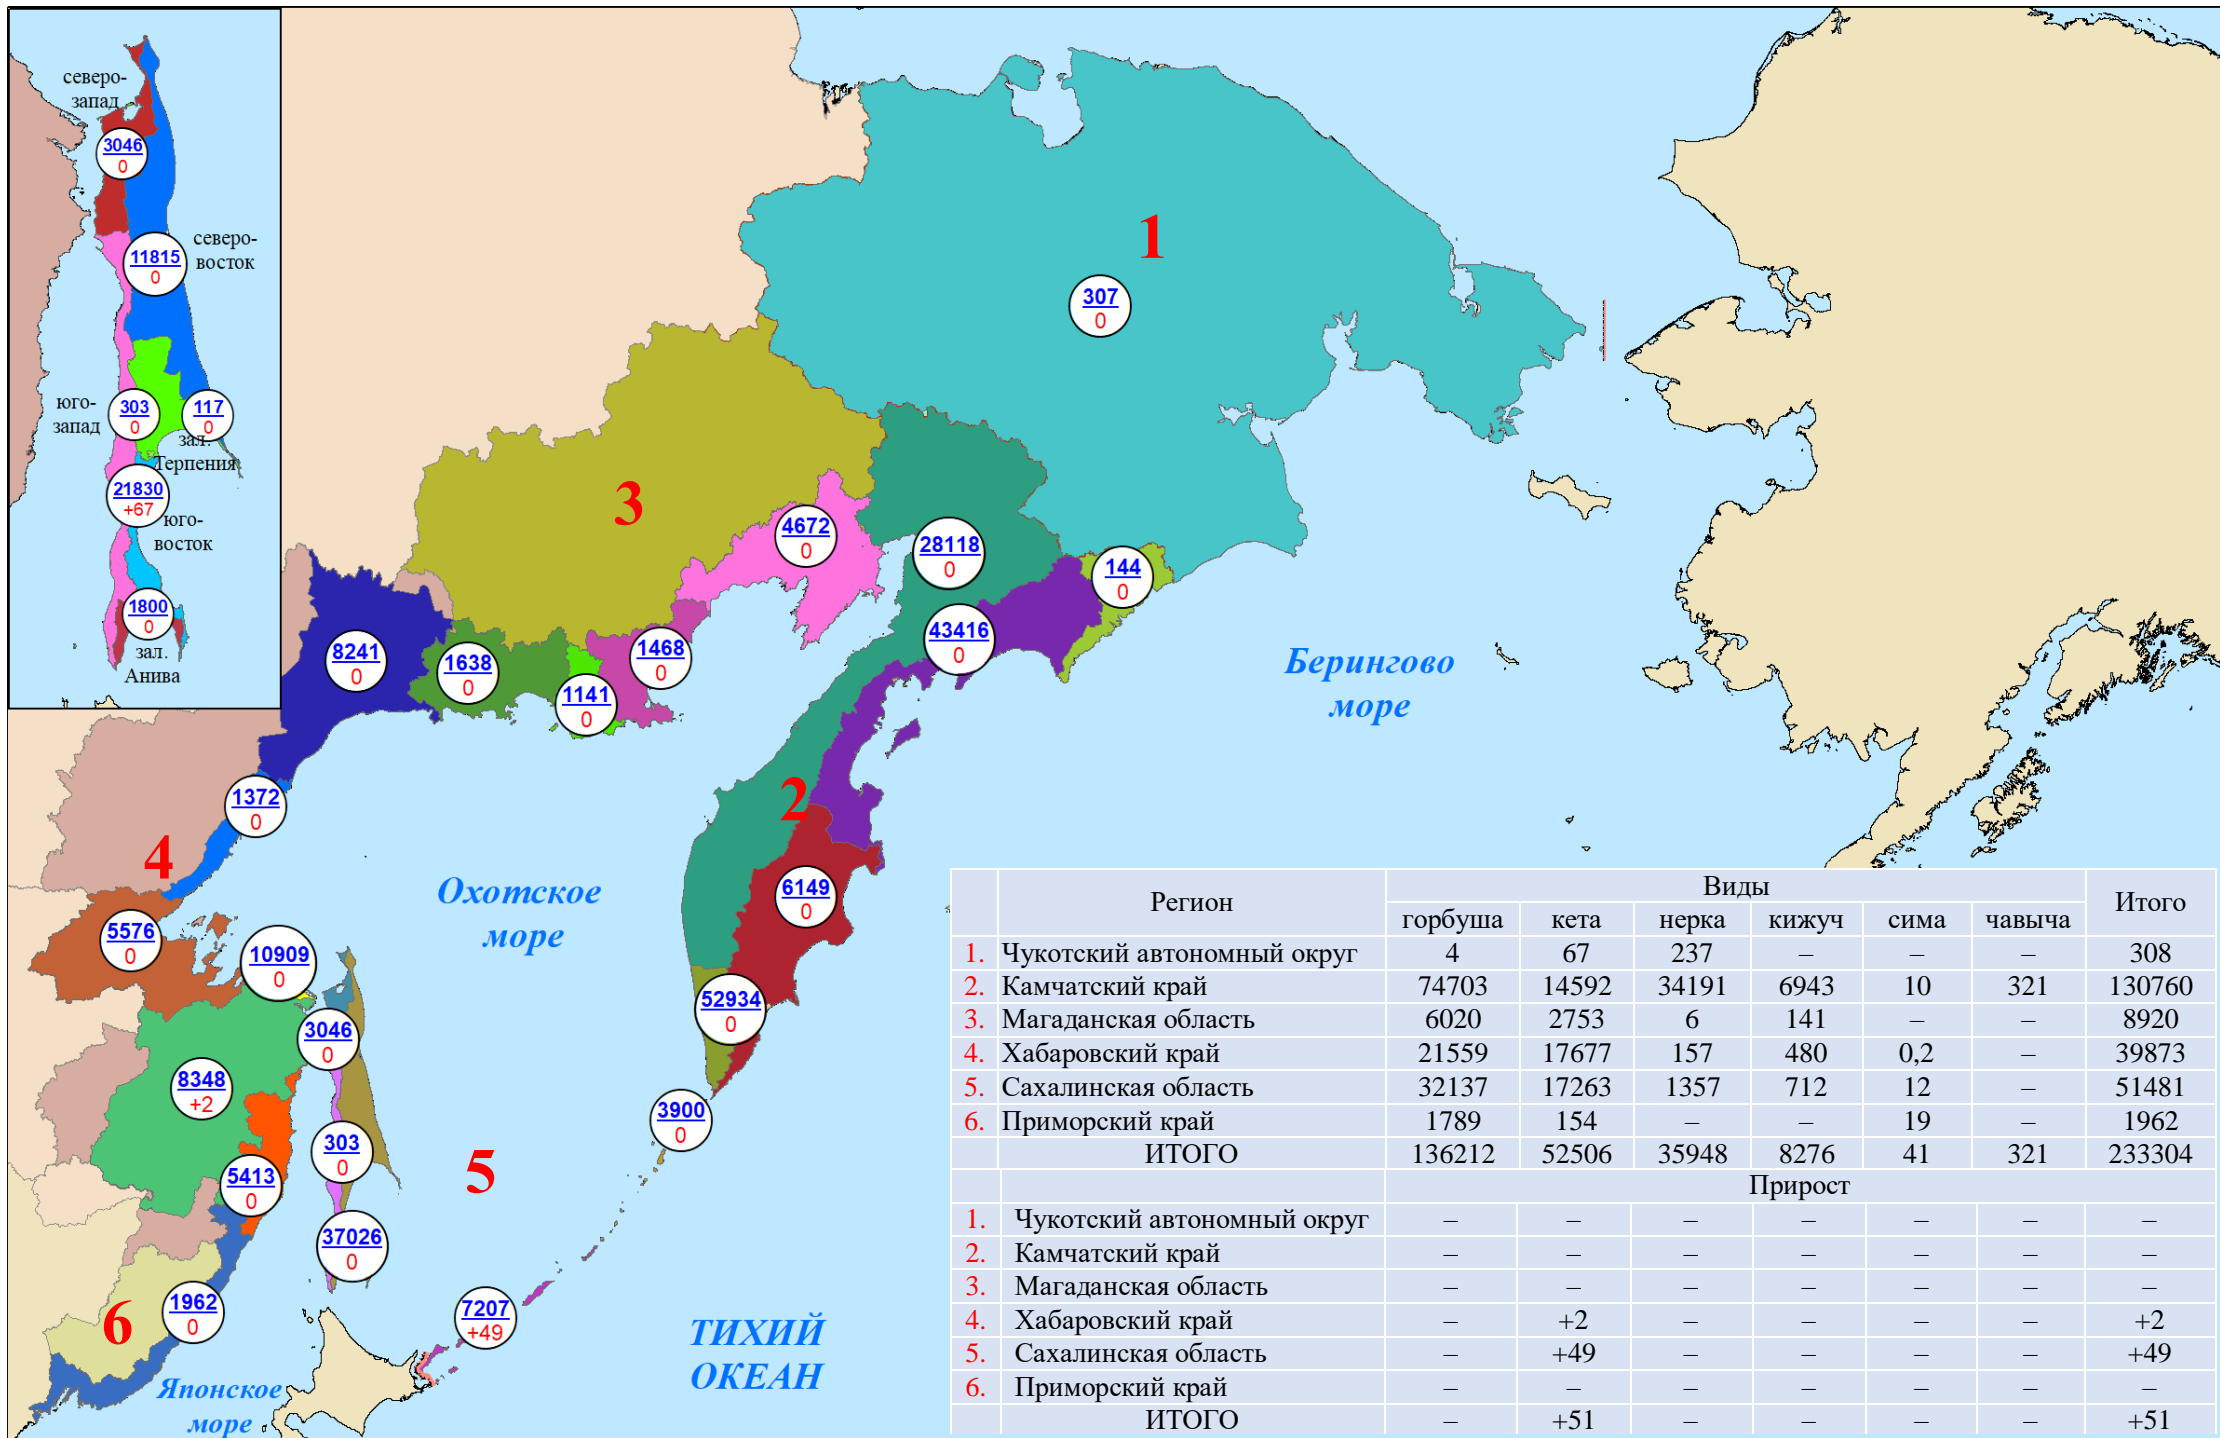 северо-
запад
3046
0
северо-
восток
11815
0
юго-
запад
303
0
117
0
зал.
Терпения
21830
+67
юго-
восток
1800
0
зал.
Анива
1
307
0
3
4672
0
28118
0
144
0
43416
0
8241
0
1638
0
1141
0
1468
0
Берингово
море
1372
0
4
2
Охотское
море
6149
0
5576
0
10909
0
52934
0
3046
0
8348
+2
3900
0
303
0
5
5413
0
37026
0
1962
0
6
7207
+49
ТИХИЙ
ОКЕАН
Японское
море
Регион Виды Итого
горбуша кета нерка кижуч сима чавыча
1. Чукотский автономный округ 4 67 237 – – – 308
2. Камчатский край 74703 14592 34191 6943 10 321 130760
3. Магаданская область 6020 2753 6 141 – – 8920
4. Хабаровский край 21559 17677 157 480 0,2 – 39873
5. Сахалинская область 32137 17263 1357 712 12 – 51481
6. Приморский край 1789 154 – – 19 – 1962
ИТОГО 136212 52506 35948 8276 41 321 233304
Прирост
1. Чукотский автономный округ – – – – – – –
2. Камчатский край – – – – – – –
3. Магаданская область – – – – – – –
4. Хабаровский край – +2 – – – – +2
5. Сахалинская область – +49 – – – – +49
6. Приморский край – – – – – – –
ИТОГО – +51 – – – – +51